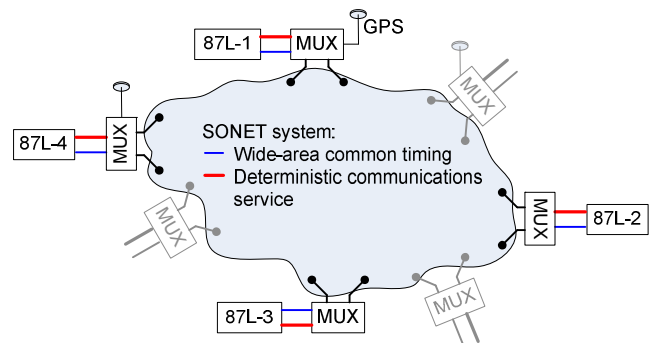 GPS
87L-1
MUX
MUX
87L-4
MUX
SONET system:
Wide-area common timing
Deterministic communications
service
MUX
87L-2
MUX
MUX
87L-3
MUX